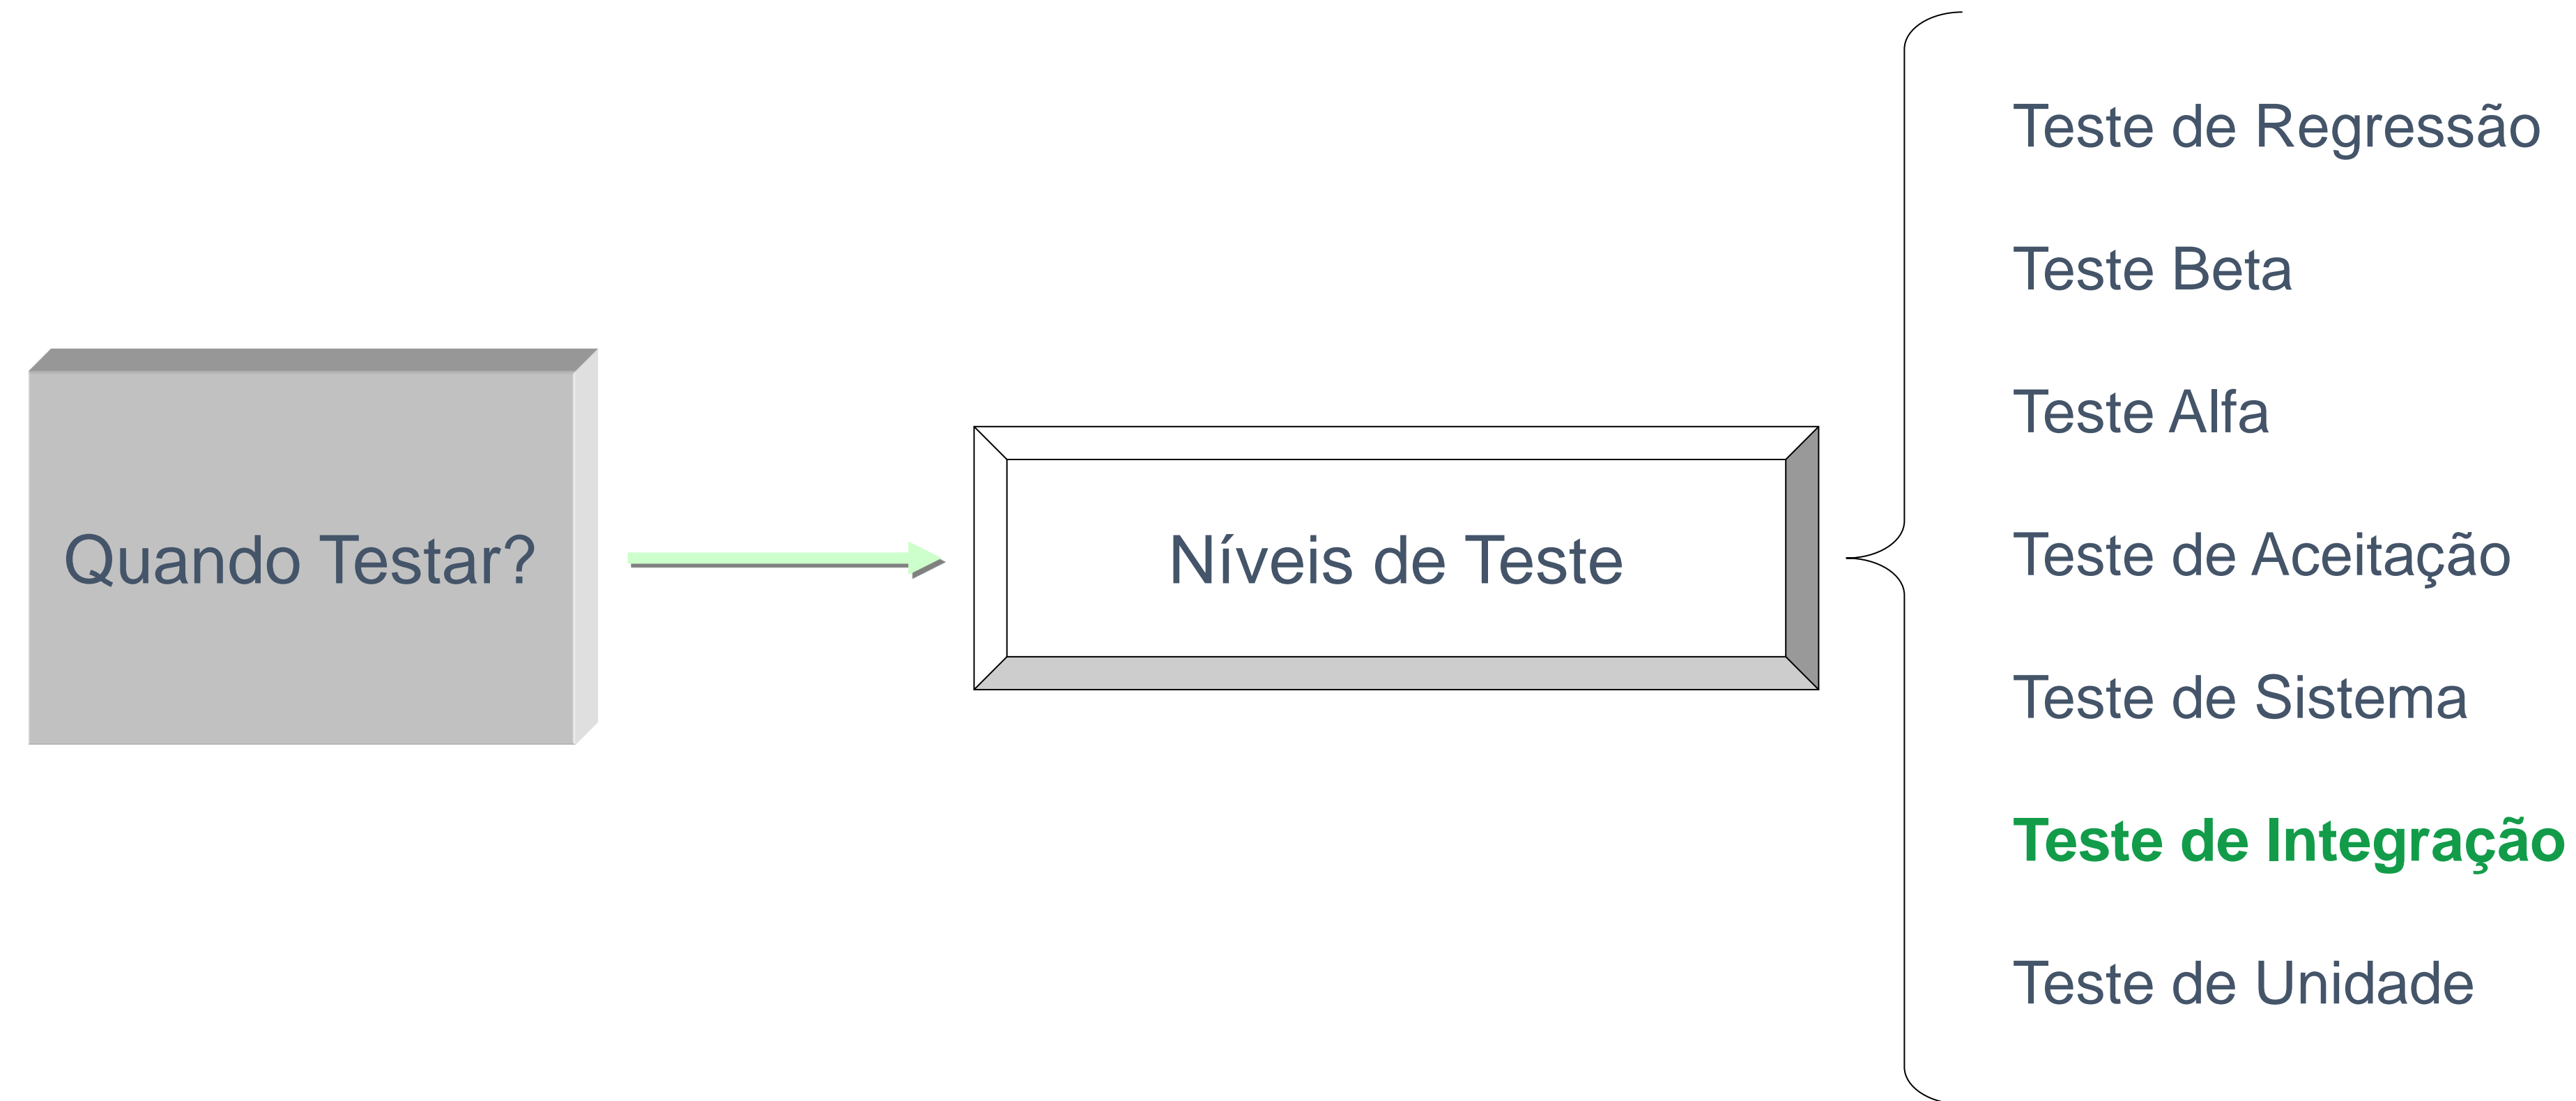 Quando Testar?
Níveis de Teste
Teste de Regressão
Teste Beta
Teste Alfa
Teste de Aceitação
Teste de Sistema
Teste de Integração
Teste de Unidade